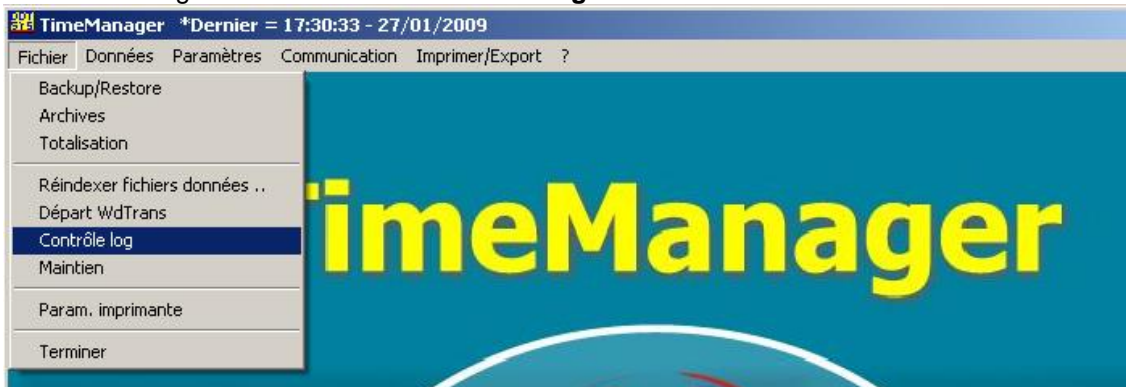 TimeManager *Dernier = 17:30:33 - 27/01/2009
Fichier Données Paramètres Communication Imprimer/Export ?
Backup/Restore
Archives
Totalisation
Réindexer fichiers données ..
Départ WdTrans
Contrôle log
Maintien
Param. imprimante
Terminer
TimeManager